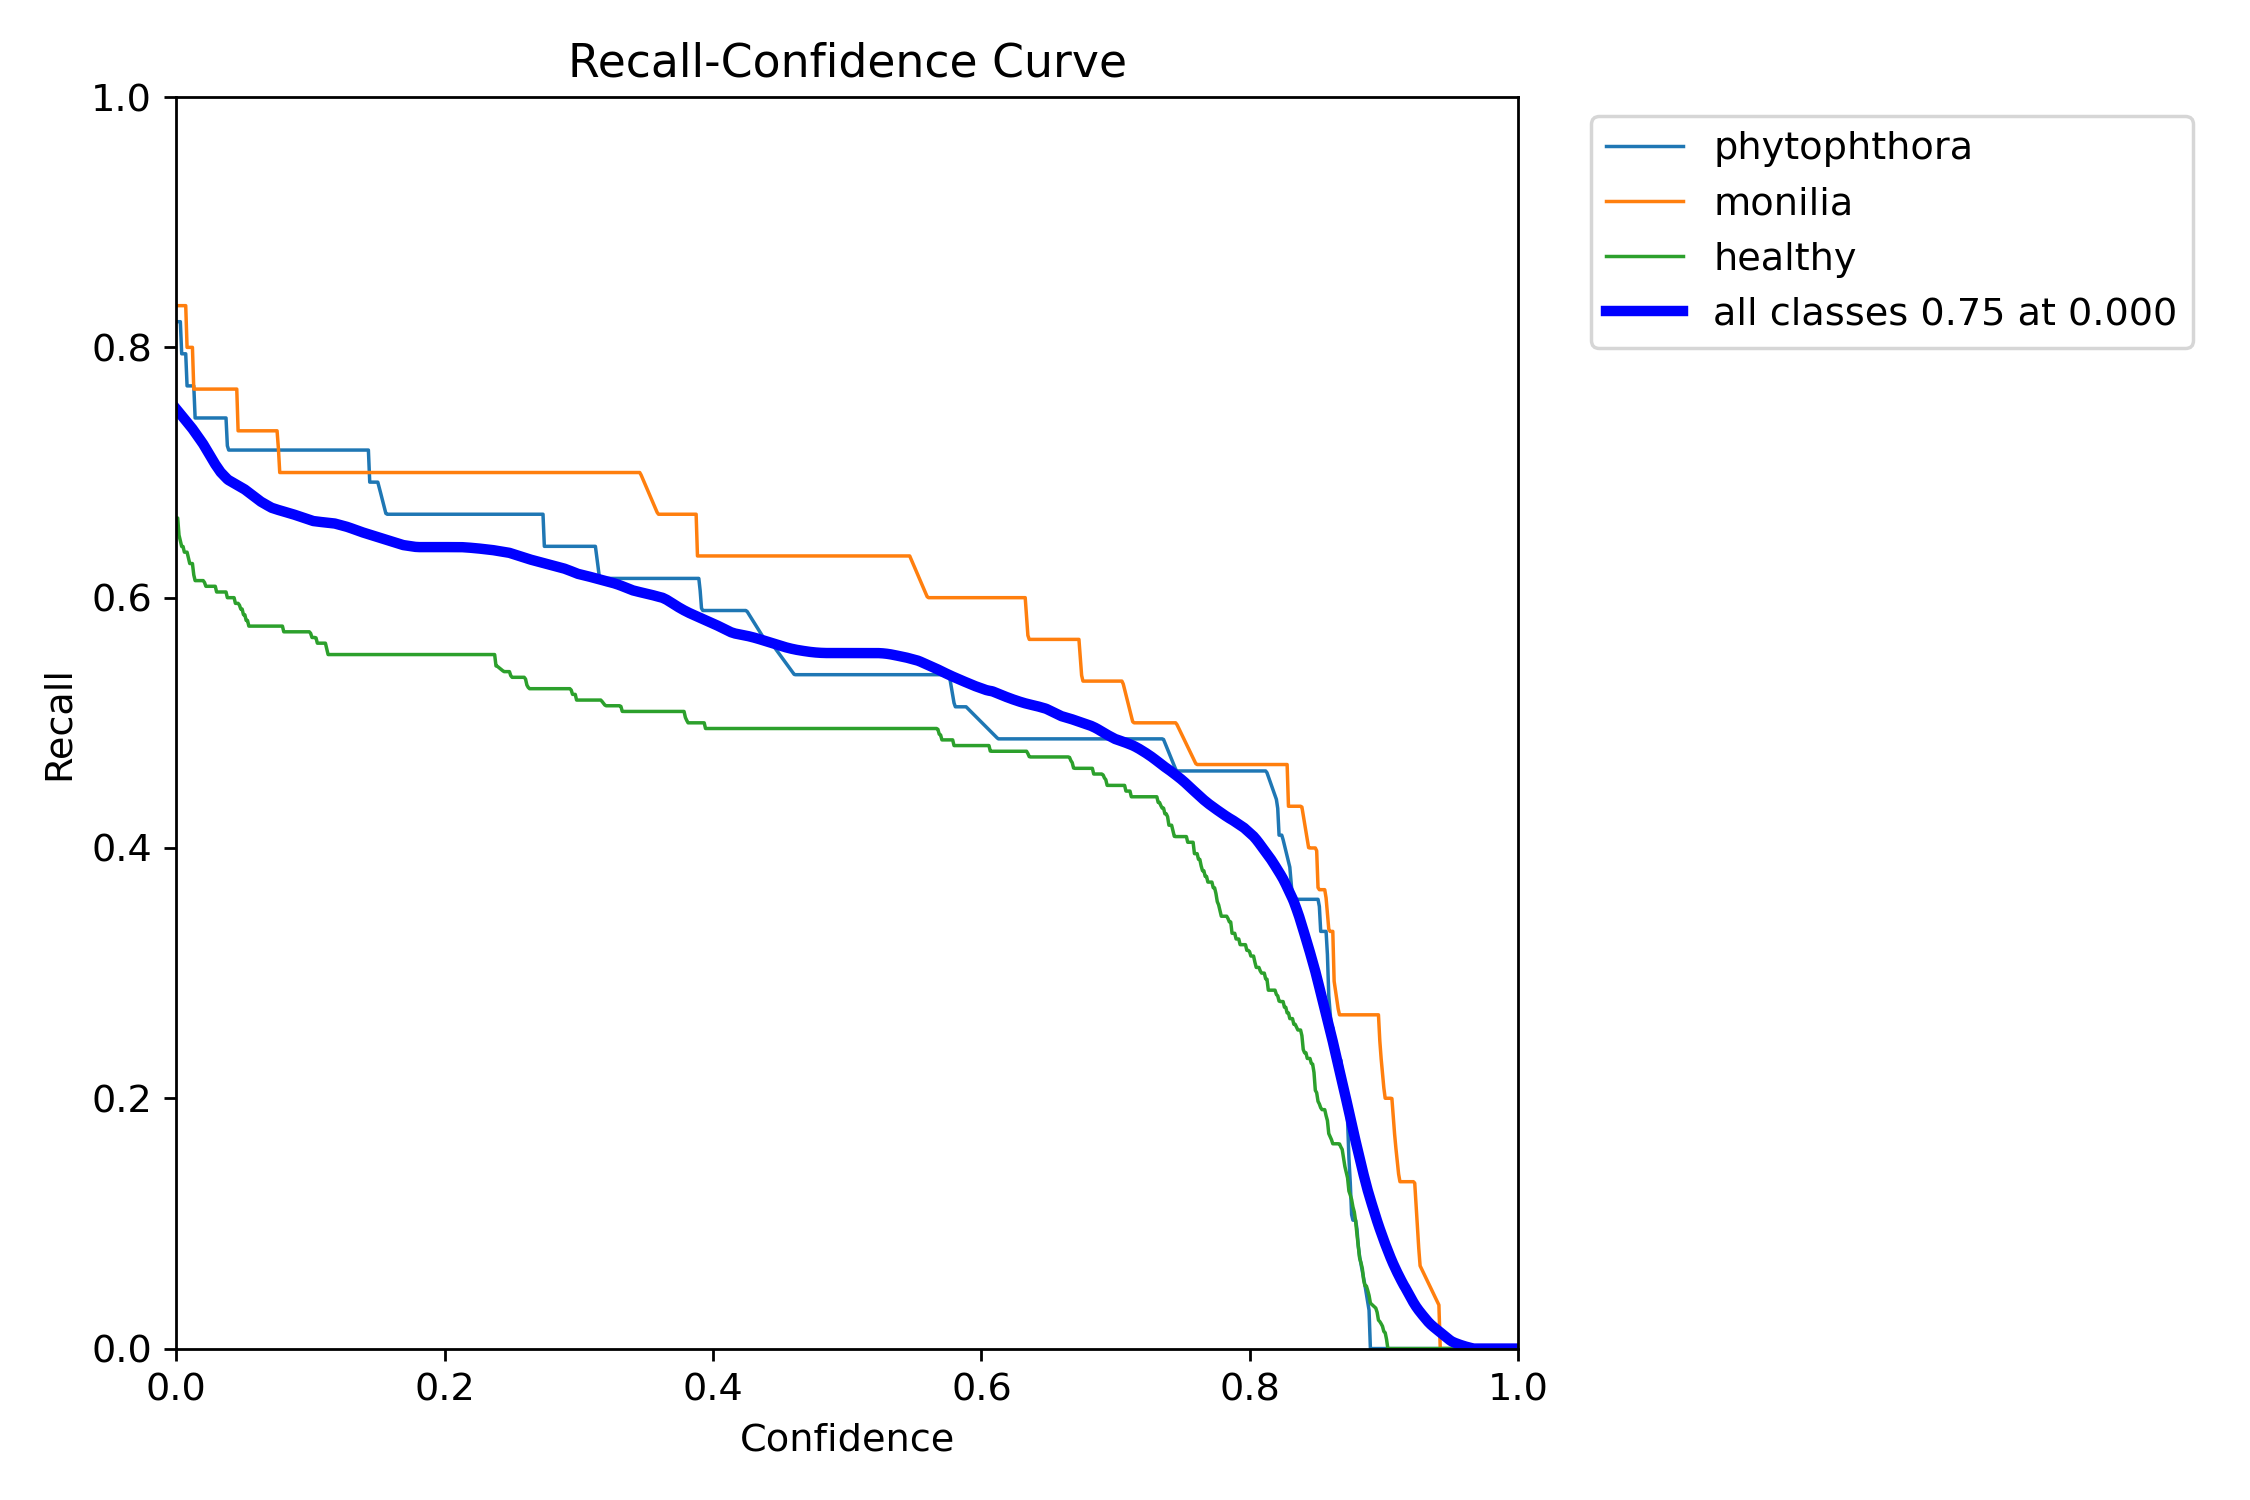 Recall-Confidence Curve
1.0
0.8
0.6
0.4
0.2
0.0
Recall
0.0 0.2 0.4 0.6 0.8 1.0
Confidence
phytophthora
monilia
healthy
all classes 0.75 at 0.000